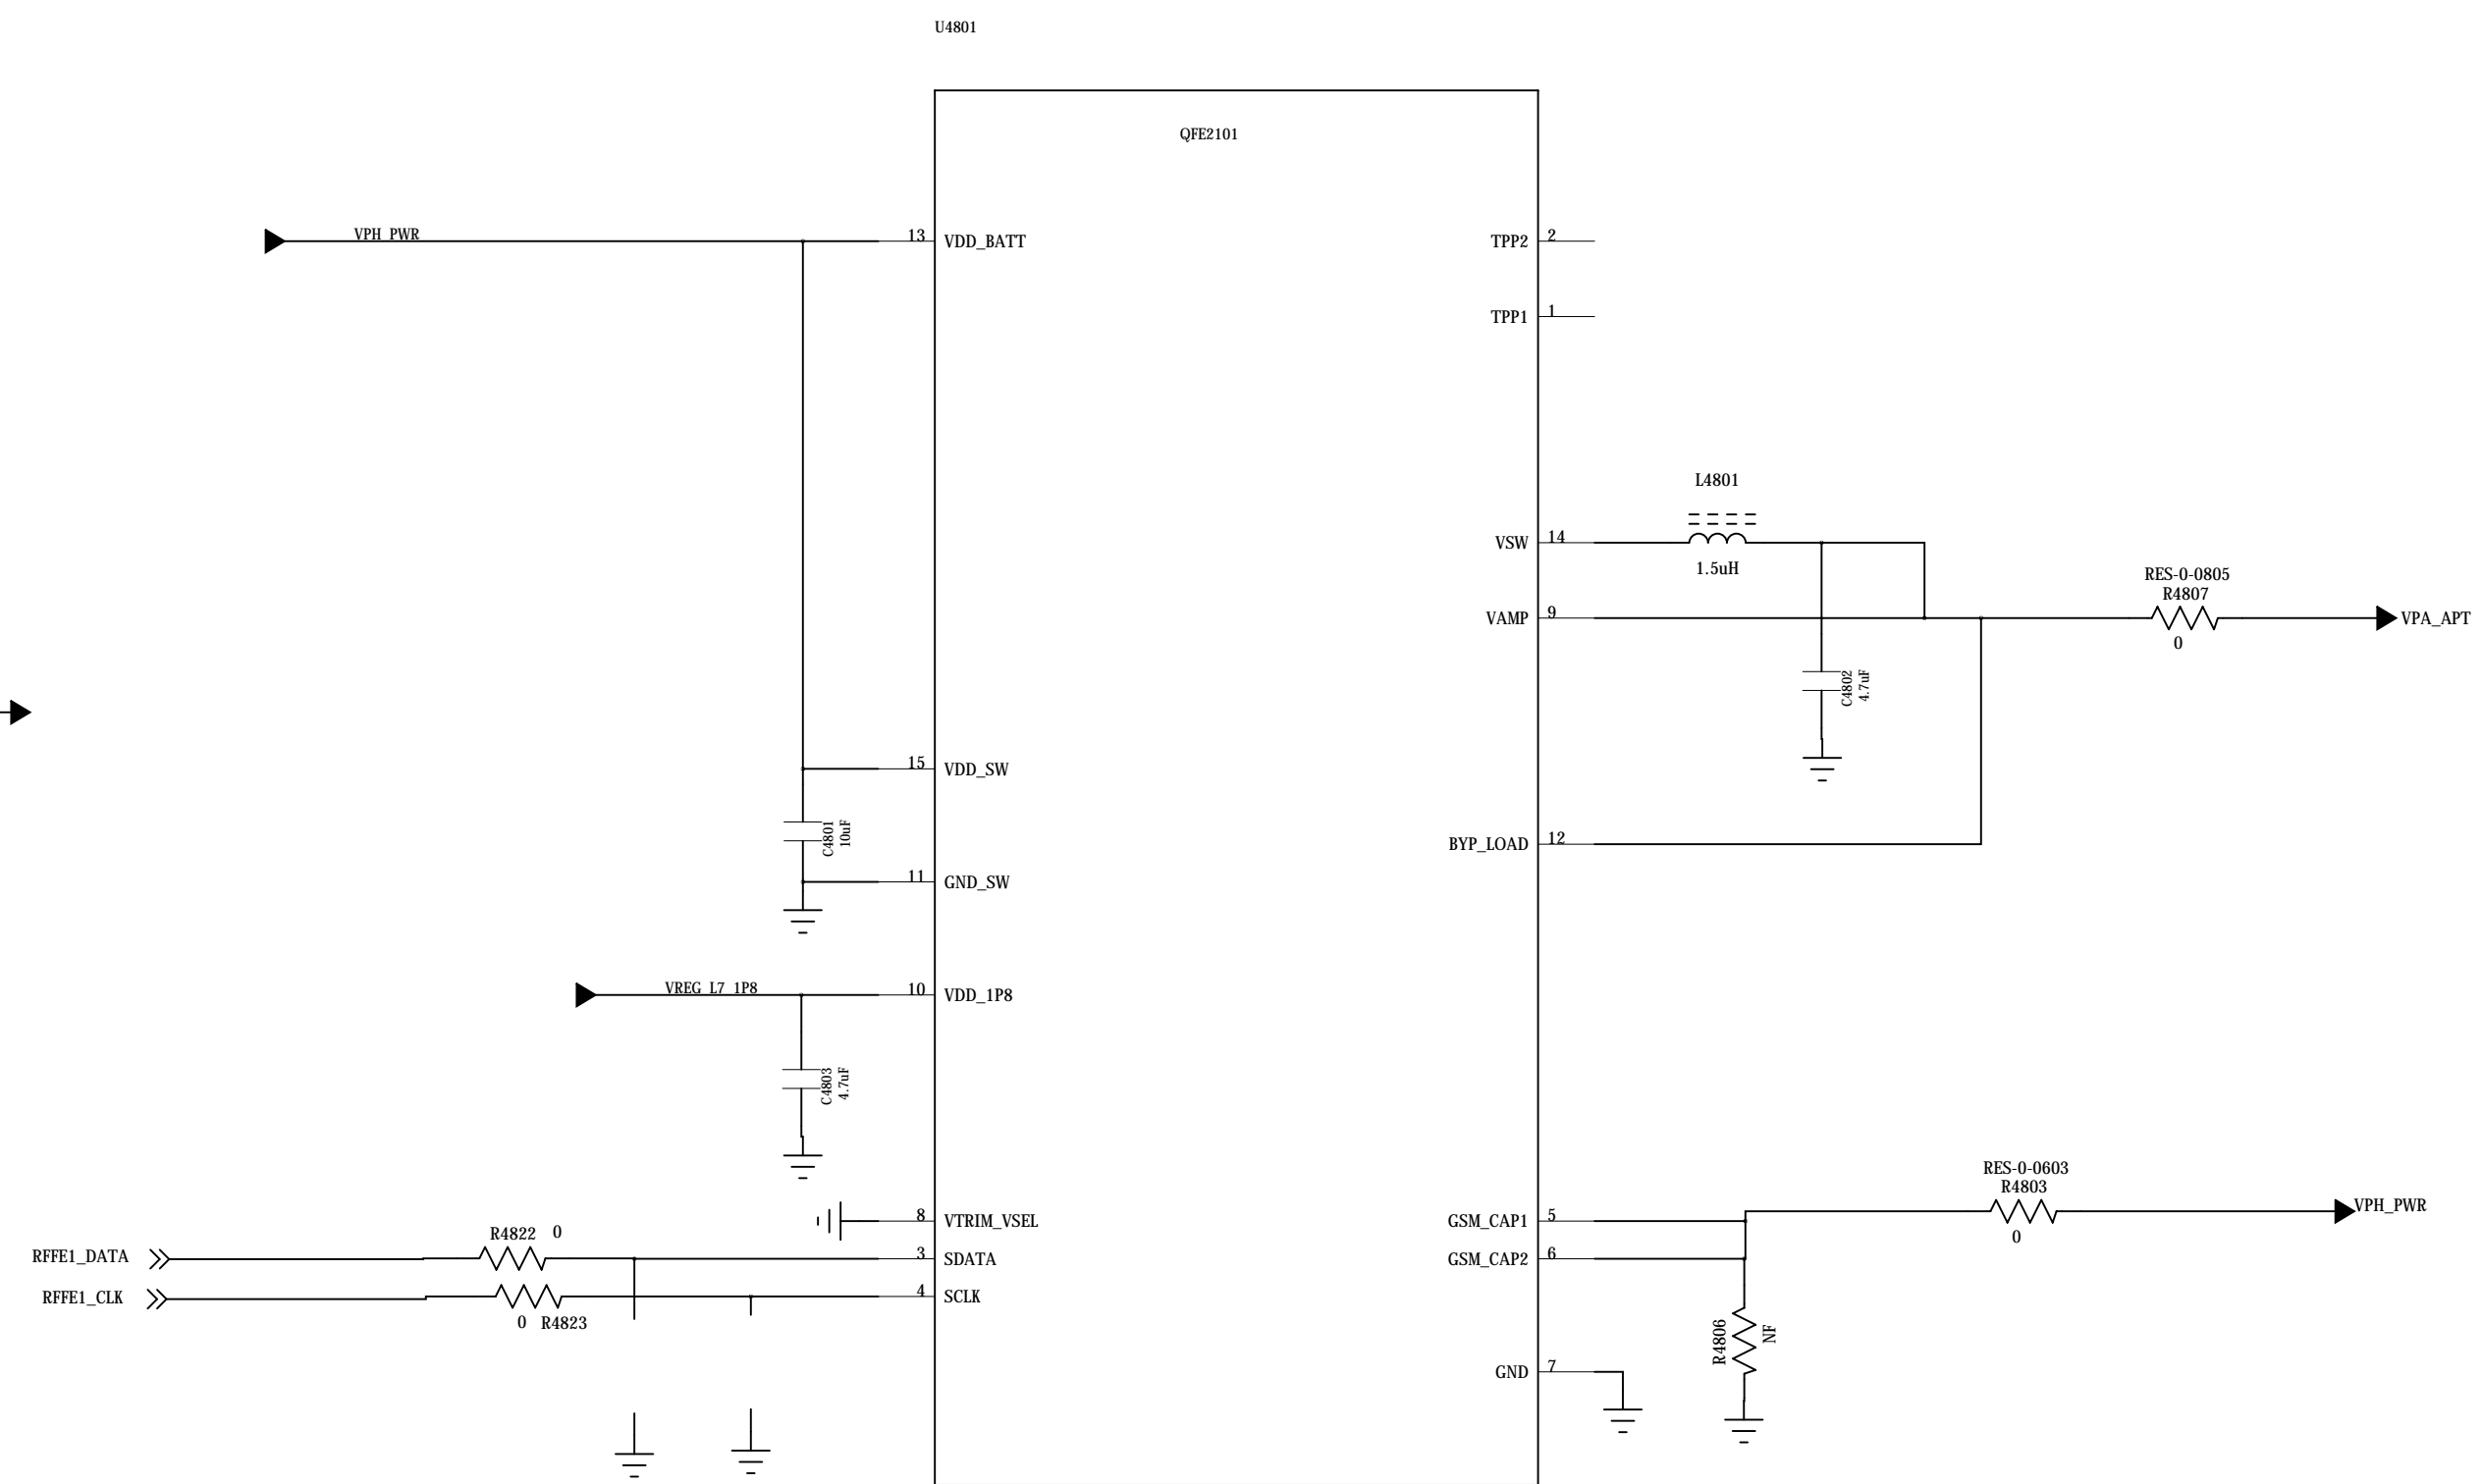 U4801
QFE2101
VPH_PWR
13
VDD_BATT
TPP2
2
TPP1
1
L4801
VSW
14
1.5uH
RES-0-0805
R4807
VAMP
9
VPA_APT
0
C4802
4.7uF
15
VDD_SW
C4801
10uF
BYP_LOAD
12
11
GND_SW
VREG_L7_1P8
10
VDD_1P8
C4803
4.7uF
RES-0-0603
R4803
VPH_PWR
0
8
VTRIM_VSEL
GSM_CAP1
5
R4822
0
RFFE1_DATA
3
SDATA
GSM_CAP2
6
RFFE1_CLK
4
SCLK
0
R4823
R4806
NF
GND
7